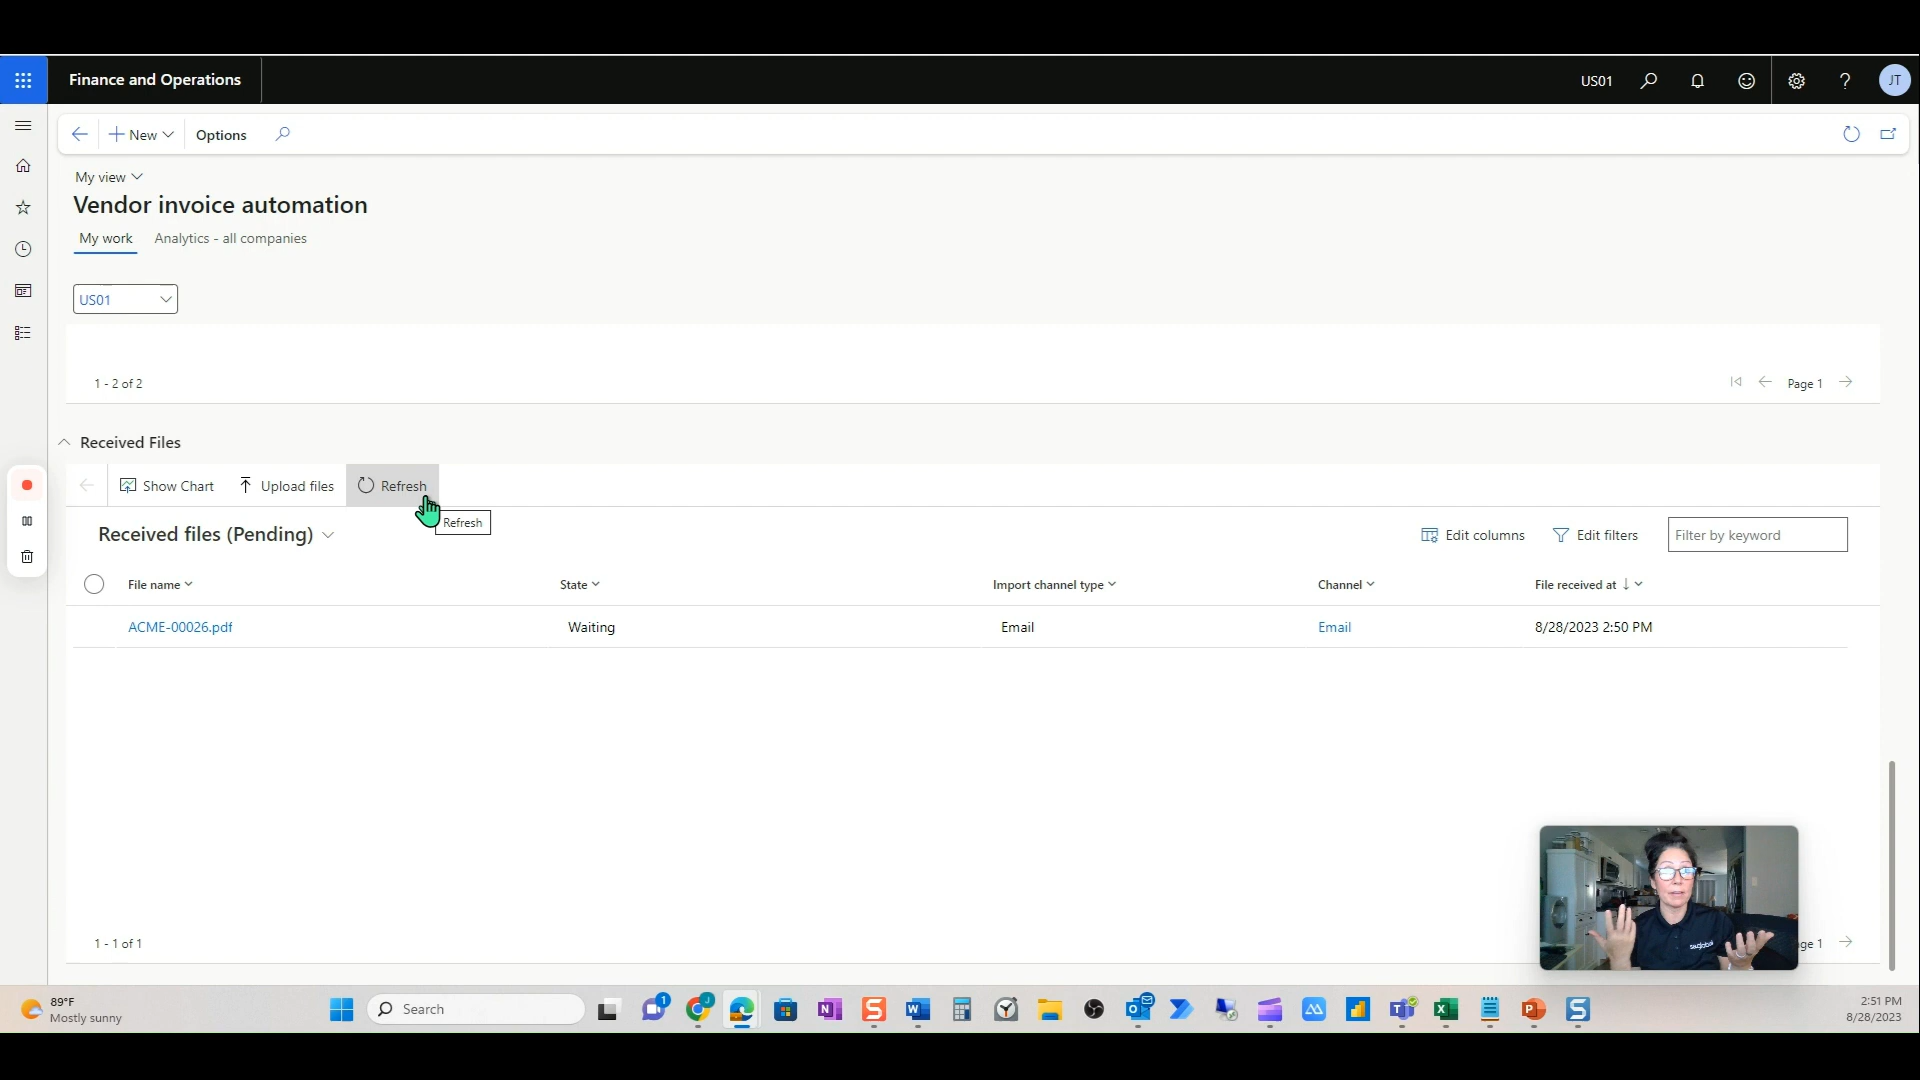 Finance and Operations
US01
JT
New
Options
My view
Vendor invoice automation
My work
Analytics - all companies
US01
1 - 2 of 2
Page 1
Received Files
Show Chart
Upload files
Refresh
Refresh
Received files (Pending)
Edit columns
Edit filters
Filter by keyword
File name
State
Import channel type
Channel
File received at
ACME-00026.pdf
Waiting
Email
Email
8/28/2023 2:50 PM
1 - 1 of 1
ge 1
89°F
Mostly sunny
Search
1
2:51 PM
8/28/2023